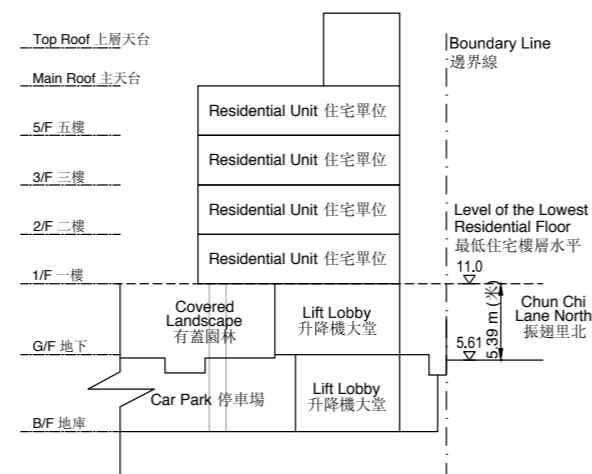 Top Roof 上層天台
Main Roof 主天台
5/F 五樓
3/F 三樓
2/F 二樓
1/F 一樓
G/F 地下
B/F 地庫
Residential Unit 住宅單位
Residential Unit 住宅單位
Residential Unit 住宅單位
Residential Unit 住宅單位
Covered
Landscape
有蓋園林
Lift Lobby
升降機大堂
Car Park 停車場
Lift Lobby
升降機大堂
Boundary Line
邊界線
Level of the Lowest
Residential Floor
最低住宅樓層水平
11.0
5.39 m (米)
5.61
Chun Chi
Lane North
振翅里北